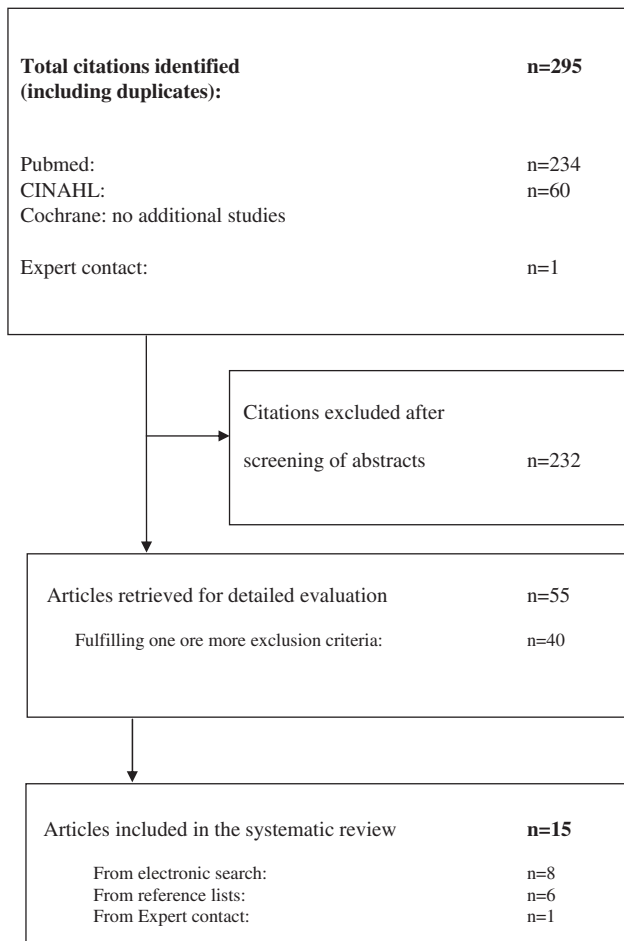 Total citations identified n=295
(including duplicates):
Pubmed: n=234
CINAHL: n=60
Cochrane: no additional studies
Expert contact: n=1
Citations excluded after
screening of abstracts n=232
Articles retrieved for detailed evaluation n=55
Fulfilling one ore more exclusion criteria: n=40
Articles included in the systematic review n=15
From electronic search: n=8
From reference lists: n=6
From Expert contact: n=1